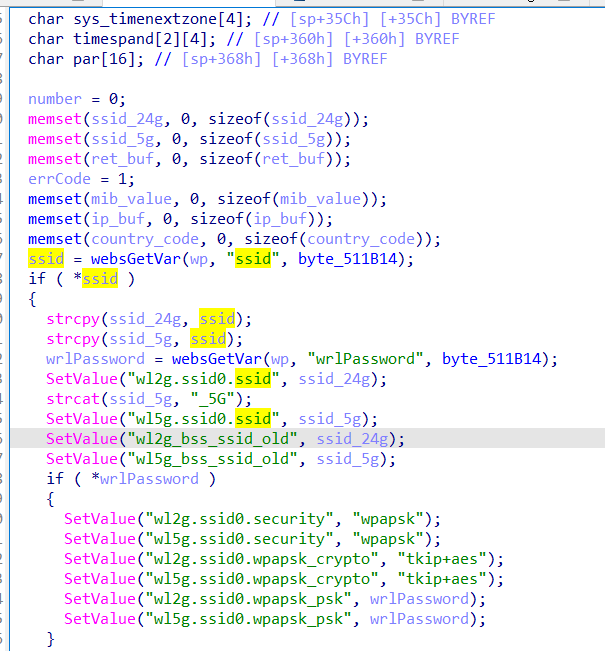 char sys_timenextzone[4]; // [sp+35Ch] [+35Ch] BYREF
char timespand[2][4]; // [sp+360h] [+360h] BYREF
char par[16]; // [sp+368h] [+368h] BYREF
number = 0;
memset(ssid_24g, 0, sizeof(ssid_24g));
memset(ssid_5g, 0, sizeof(ssid_5g));
memset(ret_buf, 0, sizeof(ret_buf));
errCode = 1;
memset(mib_value, 0, sizeof(mib_value));
memset(ip_buf, 0, sizeof(ip_buf));
memset(country_code, 0, sizeof(country_code));
ssid = websGetVar(wp, "ssid", byte_511B14);
if ( *ssid )
{
strcpy(ssid_24g, ssid);
strcpy(ssid_5g, ssid);
wrlPassword = websGetVar(wp, "wrlPassword", byte_511B14);
SetValue("wl2g.ssid0.ssid", ssid_24g);
strcat(ssid_5g, "_5G");
SetValue("wl5g.ssid0.ssid", ssid_5g);
SetValue("wl2g_bss_ssid_old", ssid_24g);
SetValue("wl5g_bss_ssid_old", ssid_5g);
if ( *wrlPassword )
{
SetValue("wl2g.ssid0.security", "wpapsk");
SetValue("wl5g.ssid0.security", "wpapsk");
SetValue("wl2g.ssid0.wpapsk_crypto", "tkip+aes");
SetValue("wl5g.ssid0.wpapsk_crypto", "tkip+aes");
SetValue("wl2g.ssid0.wpapsk_psk", wrlPassword);
SetValue("wl5g.ssid0.wpapsk_psk", wrlPassword);
}